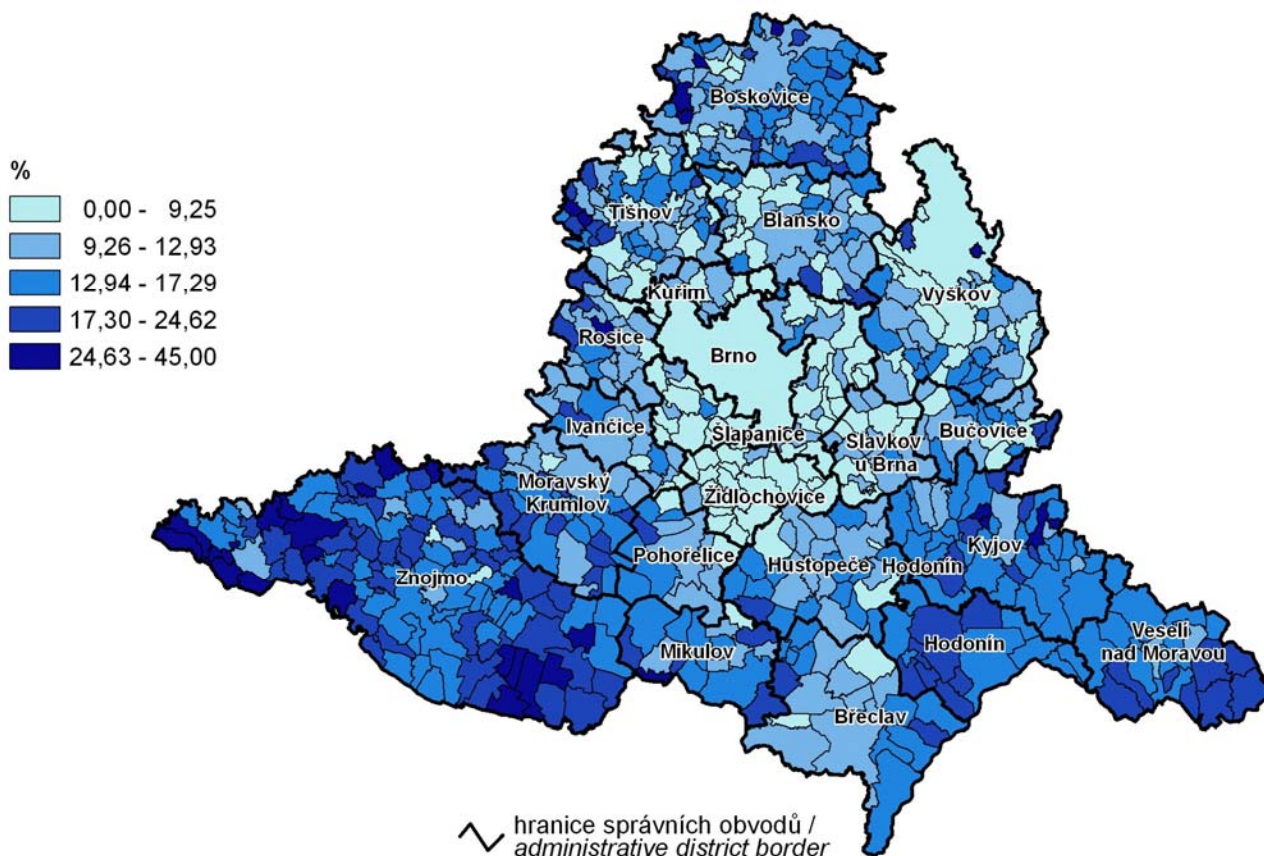 %
0,00 - 9,25
9,26 - 12,93
12,94 - 17,29
17,30 - 24,62
24,63 - 45,00
Boskovice
Tišnov
Blansko
Kuřim
Vyškov
Rosice
Brno
Ivančice
Šlapanice
Slavkov
u Brna
Bučovice
Moravský
Krumlov
Židlochovice
Pohořelice
Hustopeče
Hodonín
Kyjov
Znojmo
Mikulov
Hodonín
Veselí
nad Moravou
Břeclav
hranice správních obvodů /
administrative district border